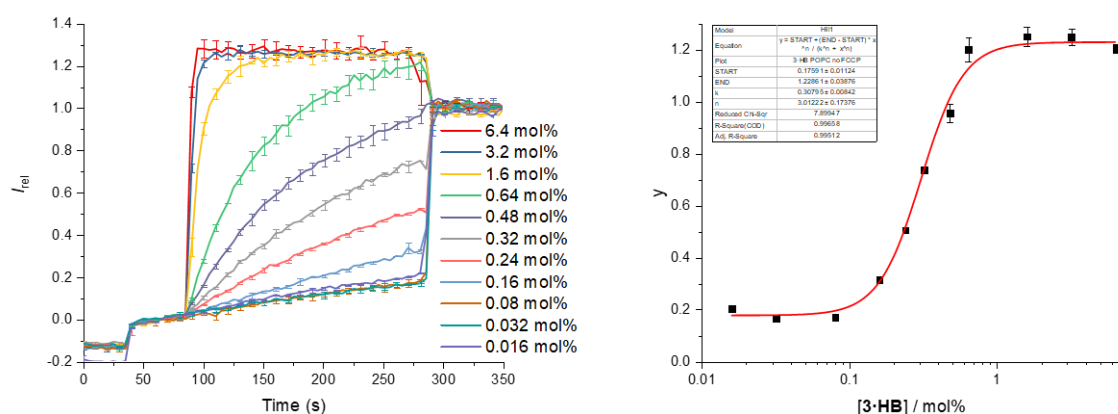 1.4
1.2
1.0
0.8
0.6
0.4
0.2
0.0
-0.2
0
50
100
150
200
250
300
350
Irel
Time (s)
6.4 mol%
3.2 mol%
1.6 mol%
0.64 mol%
0.48 mol%
0.32 mol%
0.24 mol%
0.16 mol%
0.08 mol%
0.032 mol%
0.016 mol%
1.2
1.0
0.8
0.6
0.4
0.2
0.0
0.01
0.1
1
y
[3·HB] / mol%
Model Hill1
Equation y = START + (END - START) * x
^n / (k^n + x^n)
Plot 3·HB POPC no FCCP
START 0.17591 ± 0.01124
END 1.22861 ± 0.03876
k 0.30795 ± 0.00842
n 3.01222 ± 0.17376
Reduced Chi-Sqr 7.89947
R-Square(COD) 0.99658
Adj. R-Square 0.99512